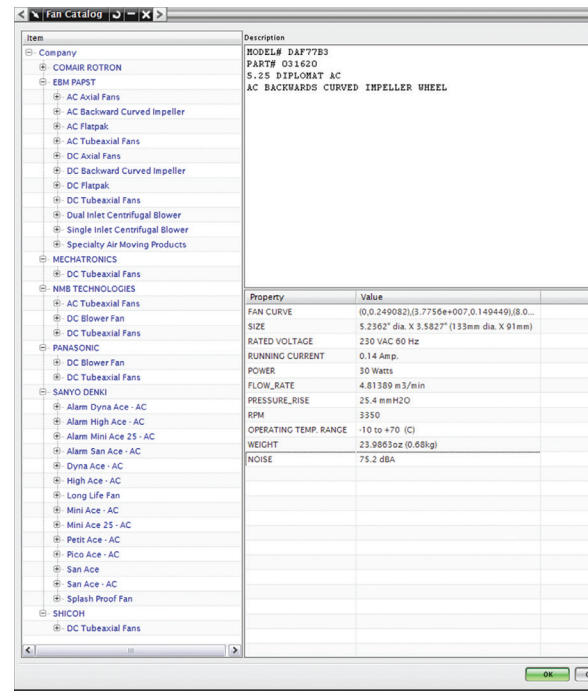 Fan Catalog
Item
Company
COMAIR ROTRON
EBM PAPST
AC Axial Fans
AC Backward Curved Impeller
AC Flatpak
AC Tubeaxial Fans
DC Axial Fans
DC Backward Curved Impeller
DC Flatpak
DC Tubeaxial Fans
Dual Inlet Centrifugal Blower
Single Inlet Centrifugal Blower
Specialty Air Moving Products
MECHATRONICS
DC Tubeaxial Fans
NMB TECHNOLOGIES
AC Tubeaxial Fans
DC Blower Fan
DC Tubeaxial Fans
PANASONIC
DC Blower Fan
DC Tubeaxial Fans
SANYO DENKI
Alarm Dyna Ace - AC
Alarm High Ace - AC
Alarm Mini Ace 25 - AC
Alarm San Ace - AC
Dyna Ace - AC
High Ace - AC
Long Life Fan
Mini Ace - AC
Mini Ace 25 - AC
Petit Ace - AC
Pico Ace - AC
San Ace
San Ace - AC
Splash Proof Fan
SHICOH
DC Tubeaxial Fans
Description
MODEL# DAF77B3
PART# 031620
5.25 DIPLOMAT AC
AC BACKWARDS CURVED IMPELLER WHEEL
Property Value
FAN CURVE (0,0.249082),(3.7756e+007,0.149449),(8.0...
SIZE 5.2362" dia. X 3.5827" (133mm dia. X 91mm)
RATED VOLTAGE 230 VAC 60 Hz
RUNNING CURRENT 0.14 Amp.
POWER 30 Watts
FLOW_RATE 4.81389 m3/min
PRESSURE_RISE 25.4 mmH2O
RPM 3350
OPERATING TEMP. RANGE -10 to +70 (C)
WEIGHT 23.9863oz (0.68kg)
NOISE 75.2 dBA
OK